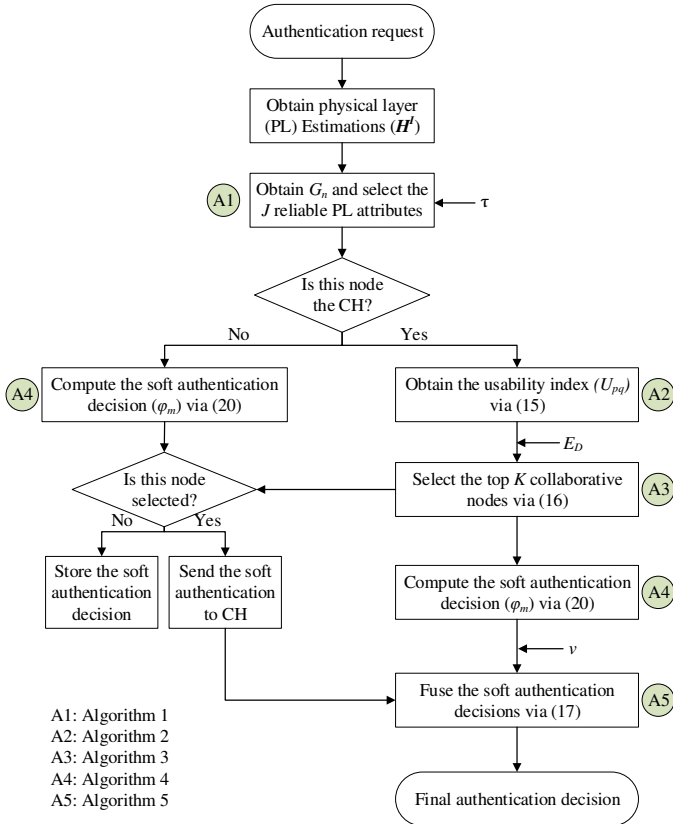 Authentication request
Obtain physical layer
(PL) Estimations (H^I)
A1
Obtain G_n and select the
J reliable PL attributes
τ
Is this node
the CH?
No
Yes
A4
Compute the soft authentication
decision (φ_m) via (20)
Obtain the usability index (U_pq)
via (15)
A2
E_D
Is this node
selected?
Select the top K collaborative
nodes via (16)
A3
No
Yes
Store the soft
authentication
decision
Send the soft
authentication
to CH
Compute the soft authentication
decision (φ_m) via (20)
A4
ν
Fuse the soft authentication
decisions via (17)
A5
A1: Algorithm 1
A2: Algorithm 2
A3: Algorithm 3
A4: Algorithm 4
A5: Algorithm 5
Final authentication decision